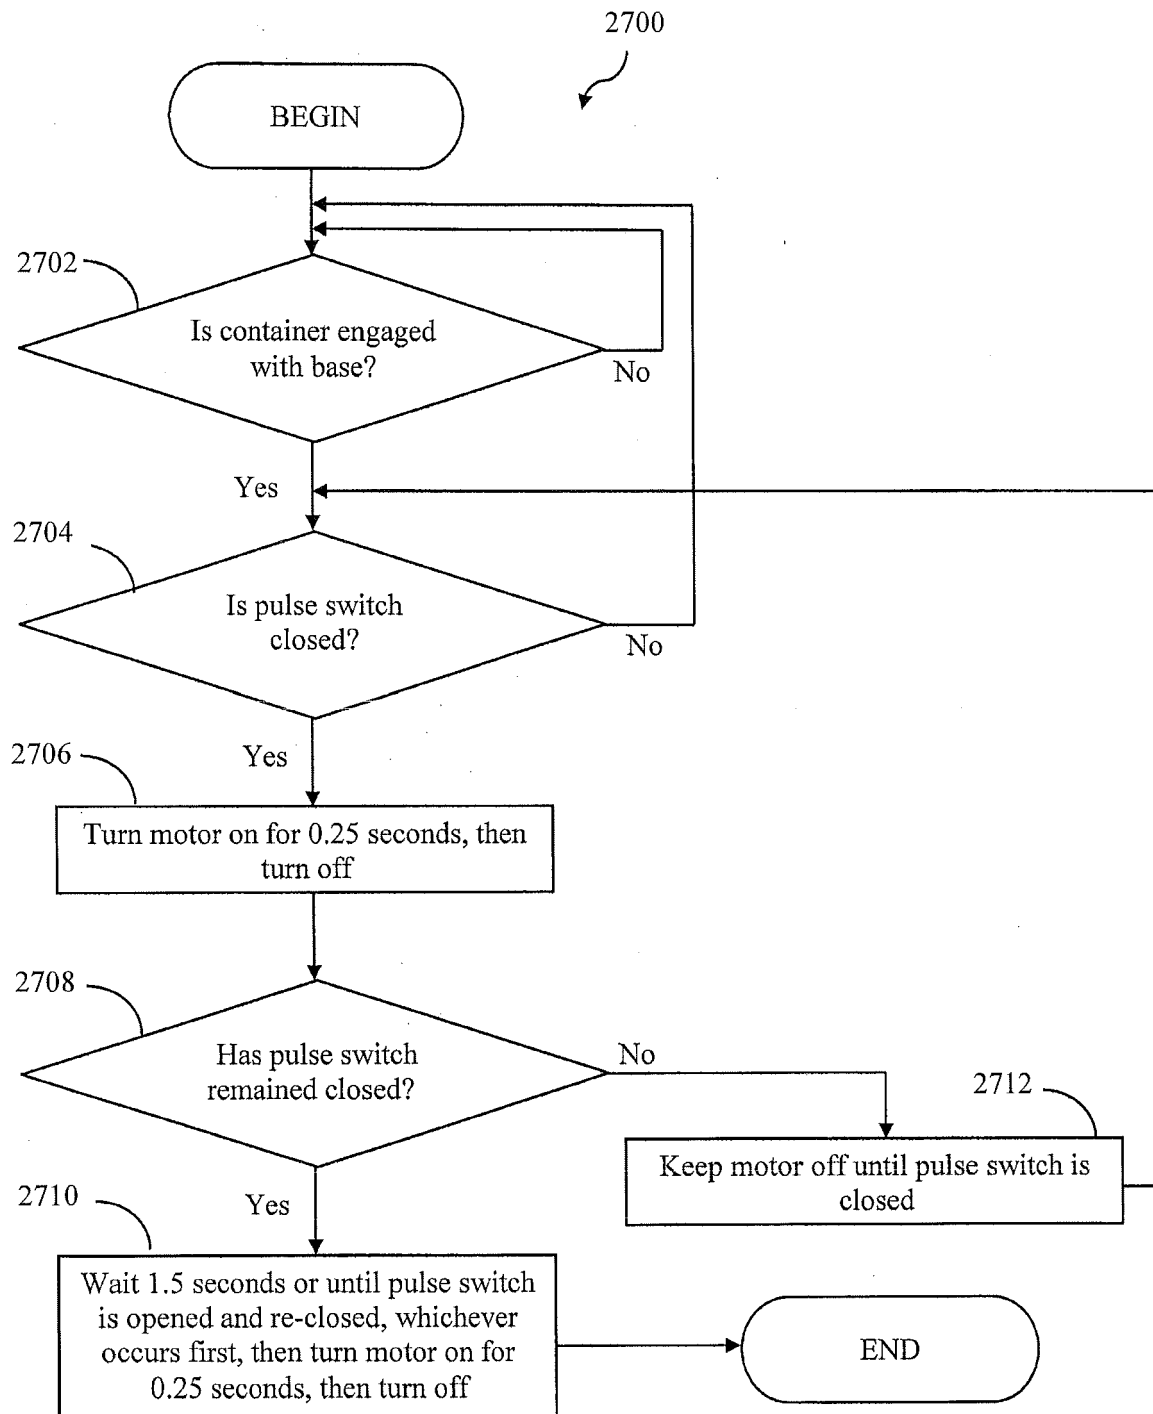 2700
BEGIN
2702
Is container engaged
with base?
No
Yes
2704
Is pulse switch
closed?
No
2706
Yes
Turn motor on for 0.25 seconds, then
turn off
2708
Has pulse switch
remained closed?
No
2712
Keep motor off until pulse switch is
closed
2710
Yes
Wait 1.5 seconds or until pulse switch
is opened and re-closed, whichever
occurs first, then turn motor on for
0.25 seconds, then turn off
END